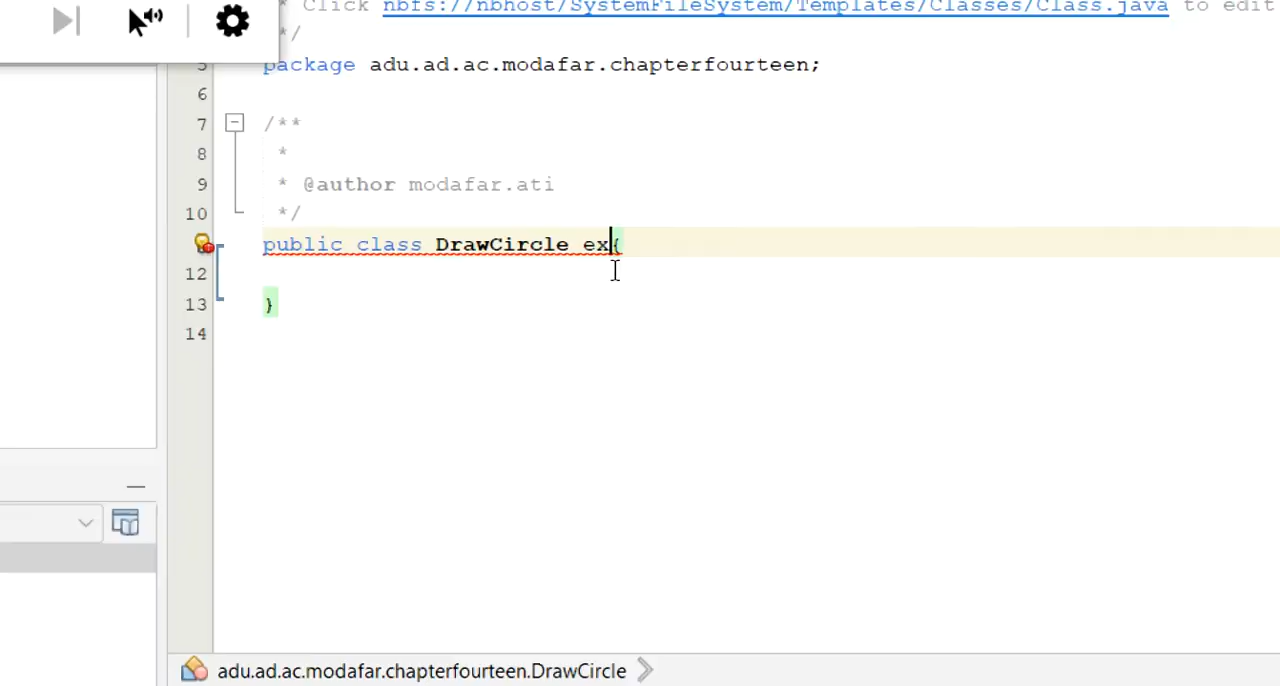 * Click nbfs://nbhost/SystemFileSystem/Templates/Classes/Class.java to edit
*/
5 package adu.ad.ac.modafar.chapterfourteen;
6
7 /**
8 *
9 * @author modafar.ati
10 */
public class DrawCircle ex{
12
13 }
14
adu.ad.ac.modafar.chapterfourteen.DrawCircle